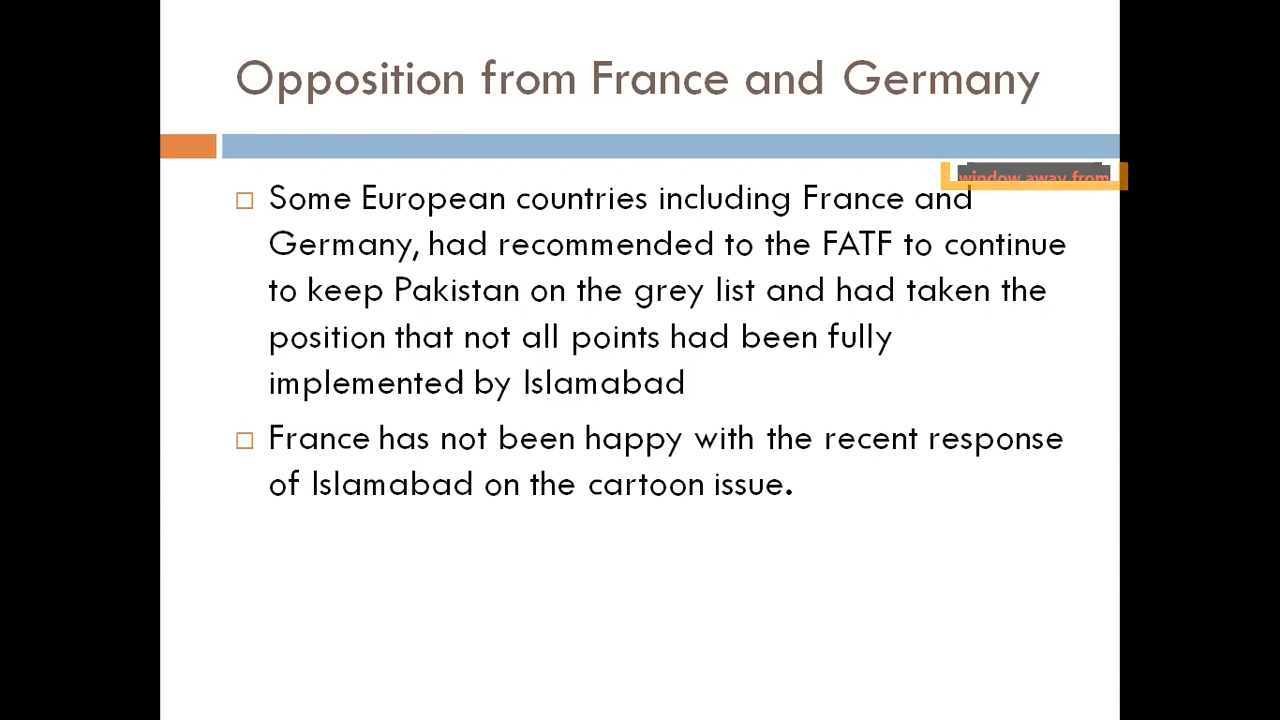 Opposition from France and Germany
window away from
Some European countries including France and
Germany, had recommended to the FATF to continue
to keep Pakistan on the grey list and had taken the
position that not all points had been fully
implemented by Islamabad
France has not been happy with the recent response
of Islamabad on the cartoon issue.